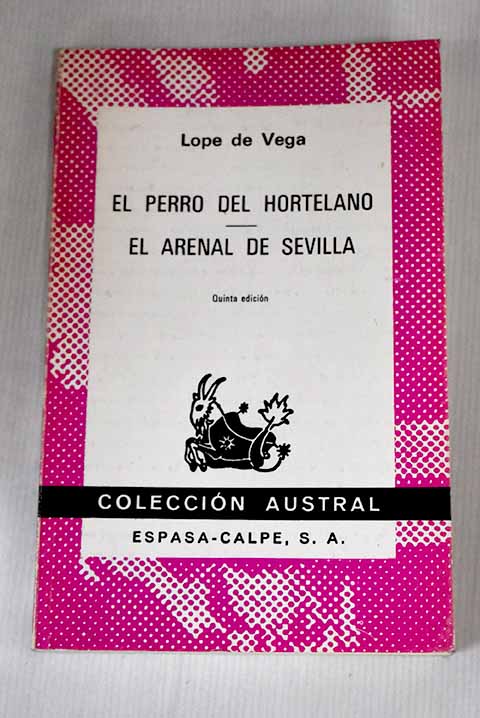 Lope de Vega
EL PERRO DEL HORTELANO
EL ARENAL DE SEVILLA
Quinta edición
COLECCIÓN AUSTRAL
ESPASA-CALPE, S. A.